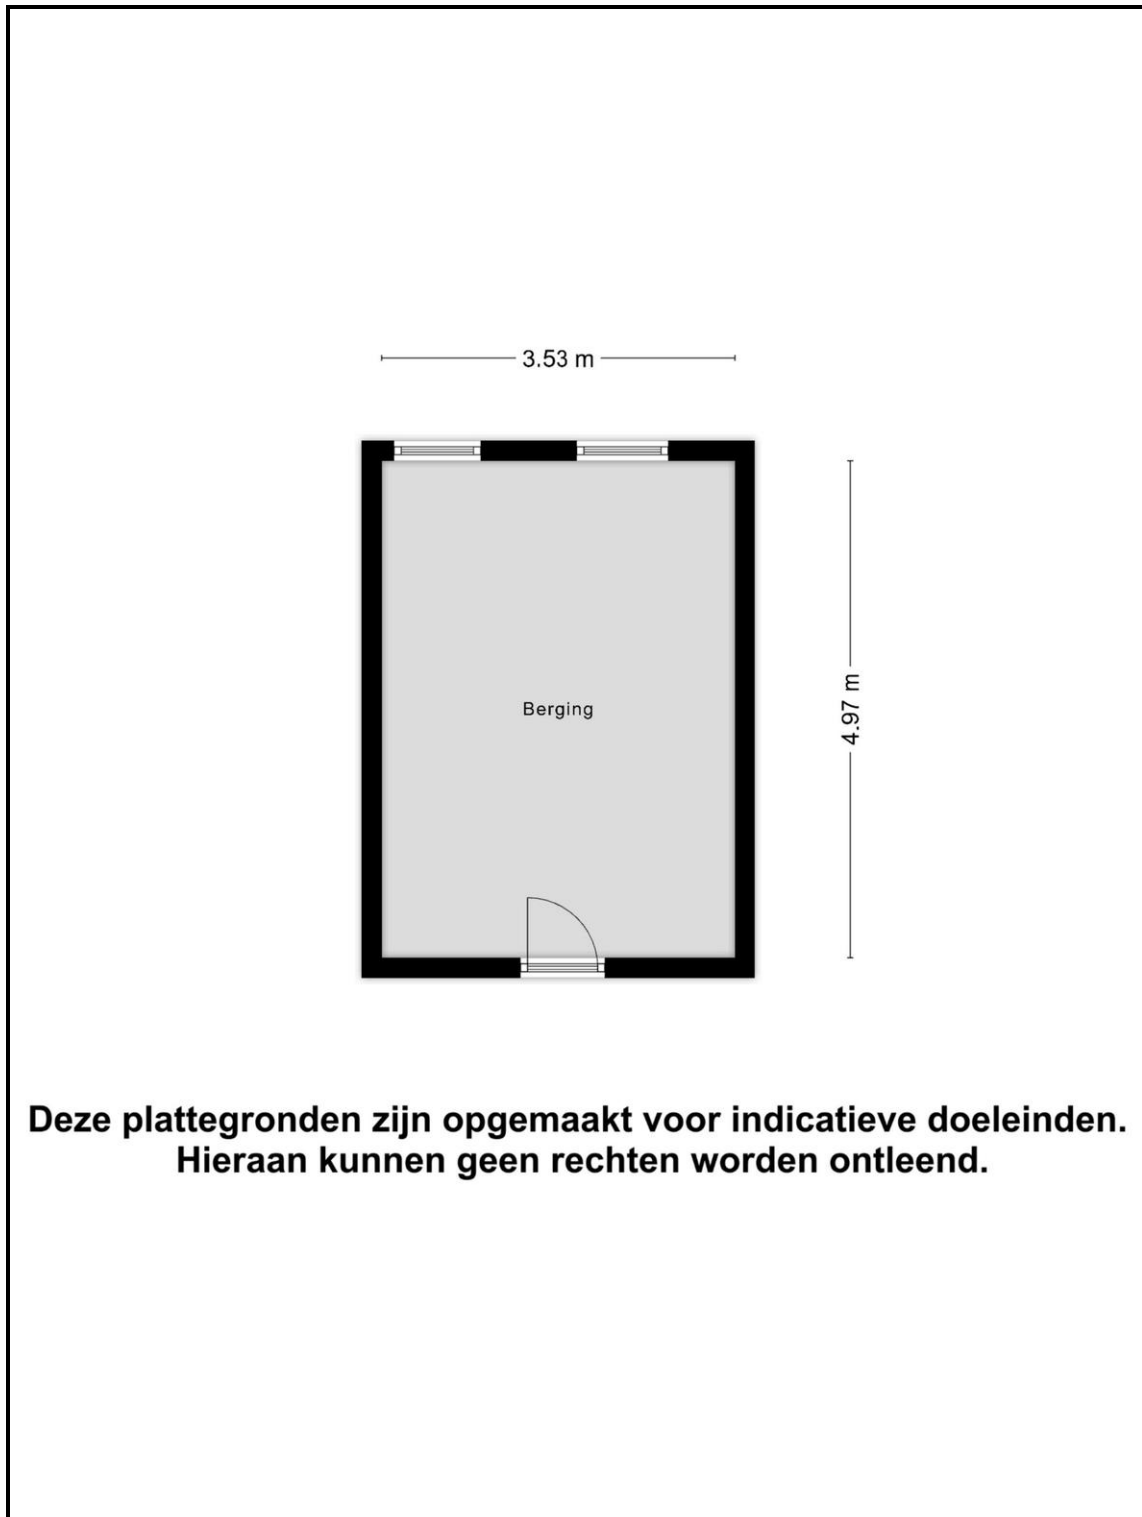 3.53 m
4.97 m
Berging
Deze plattegronden zijn opgemaakt voor indicatieve doeleinden.
Hieraan kunnen geen rechten worden ontleend.